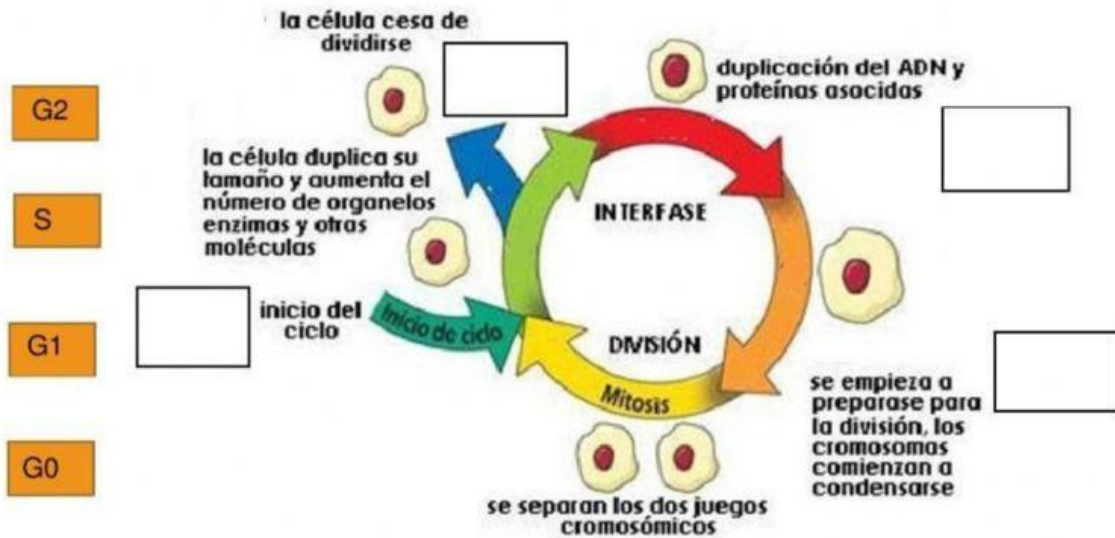 la célula cesa de
dividirse
duplicación del ADN y
proteínas asocidas
G2
la célula duplica su
tamaño y aumenta el
número de organelos
enzimas y otras
moléculas
S
INTERFASE
inicio del
ciclo
Inicio de ciclo
G1
DIVISIÓN
Mitosis
se empieza a
prepararse para
la división, los
cromosomas
comienzan a
condensarse
G0
se separan los dos juegos
cromosómicos